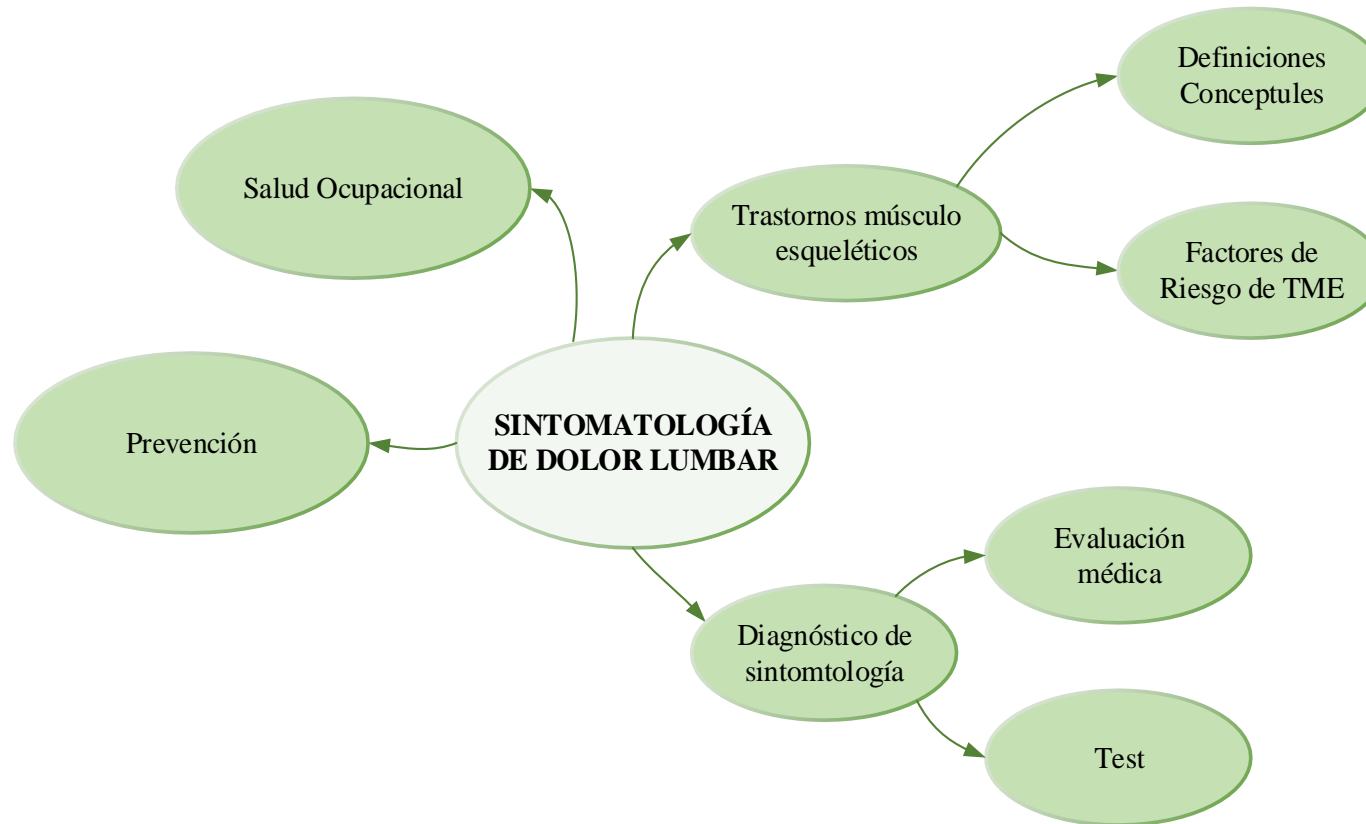 Definiciones
Conceptules
Salud Ocupacional
Trastornos músculo
esqueléticos
Factores de
Riesgo de TME
SINTOMATOLOGÍA
DE DOLOR LUMBAR
Prevención
Evaluación
médica
Diagnóstico de
sintomtología
Test